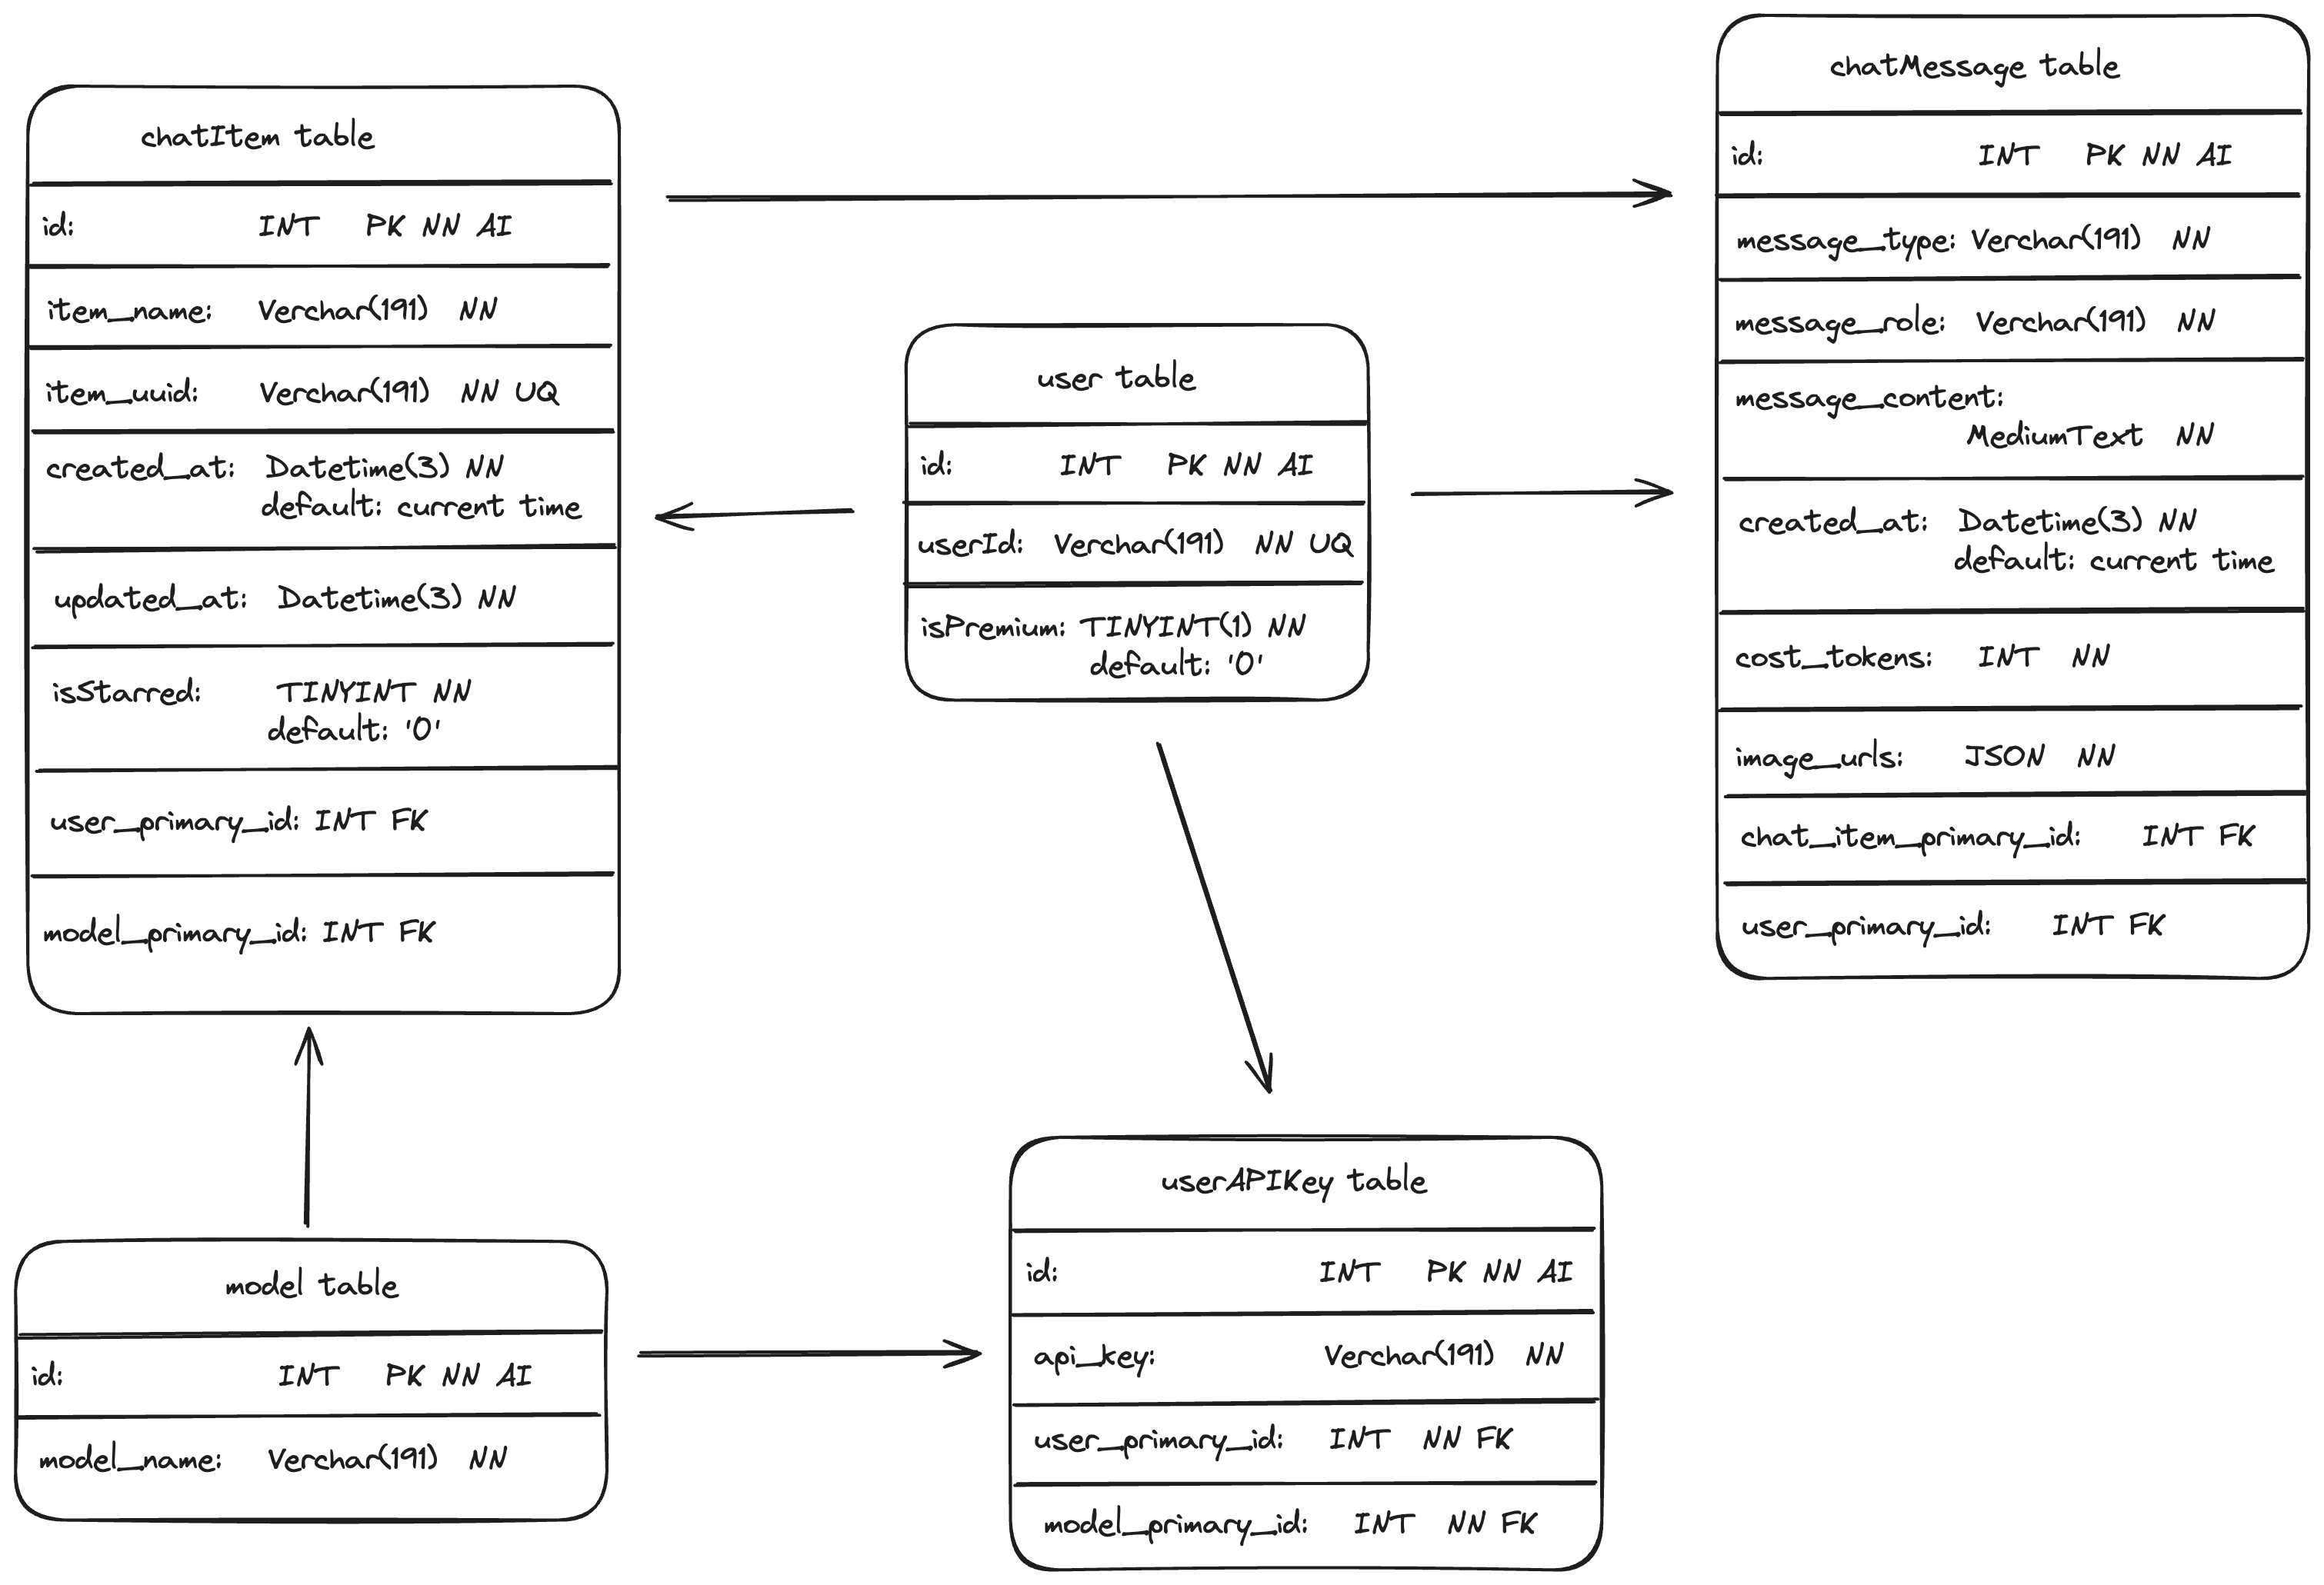 chatItem table
id: INT PK NN AI
item_name: Verchar(191) NN
item_uuid: Verchar(191) NN UQ
created_at: Datetime(3) NN
default: current time
updated_at: Datetime(3) NN
isStarred: TINYINT NN
default: '0'
user_primary_id: INT FK
model_primary_id: INT FK
user table
id: INT PK NN AI
userId: Verchar(191) NN UQ
isPremium: TINYINT(1) NN
default: '0'
chatMessage table
id: INT PK NN AI
message_type: Verchar(191) NN
message_role: Verchar(191) NN
message_content:
MediumText NN
created_at: Datetime(3) NN
default: current time
cost_tokens: INT NN
image_urls: JSON NN
chat_item_primary_id: INT FK
user_primary_id: INT FK
model table
id: INT PK NN AI
model_name: Verchar(191) NN
userAPIKey table
id: INT PK NN AI
api_key: Verchar(191) NN
user_primary_id: INT NN FK
model_primary_id: INT NN FK